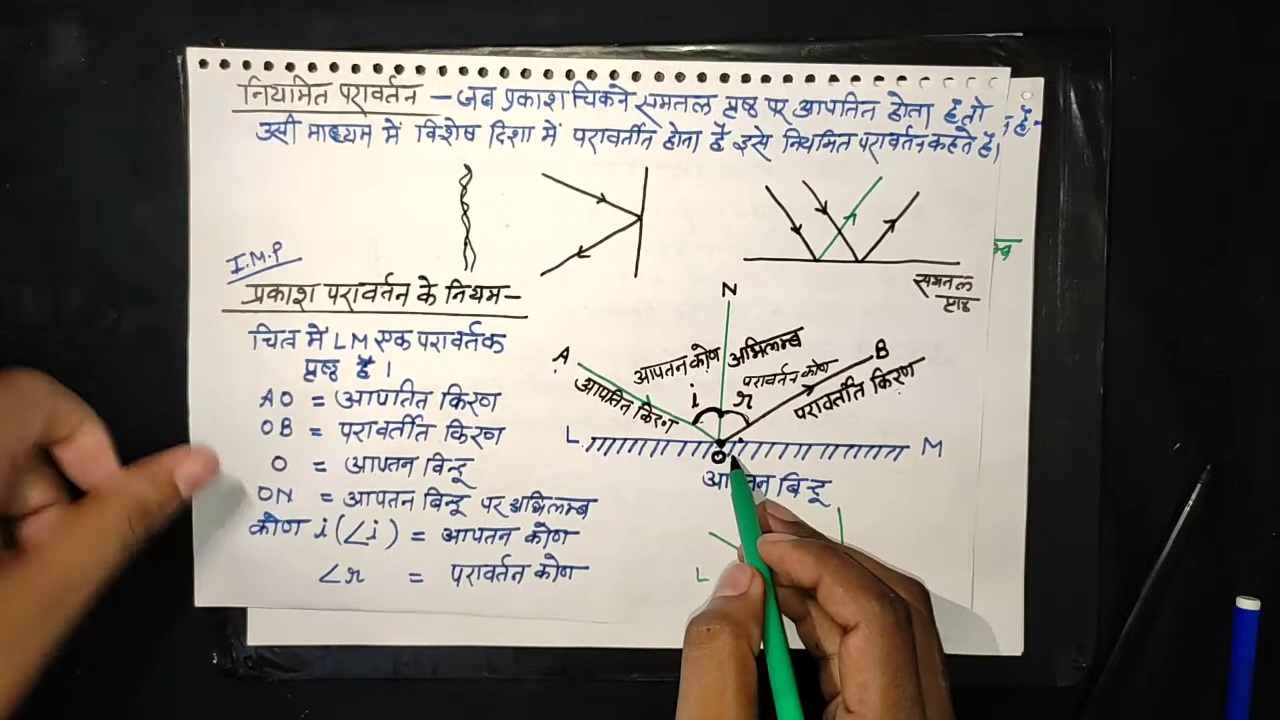 नियमित परावर्तन – जब प्रकाश चिकने समतल पृष्ठ पर आपतित होता है तो
उसी माध्यम में विशेष दिशा में परावर्तीत होता है इसे नियमित परावर्तन कहते है।
है-
म्ब
समतल
पृष्ठ
I.M.P
प्रकाश परावर्तन के नियम–
चित्र में LM एक परावर्तक
पृष्ठ है।
AO = आपतित किरण
OB = परावर्तीत किरण
O = आपतन बिन्दू
ON = आपतन बिन्दू पर अभिलम्ब
कोण i (∠i) = आपतन कोण
∠r = परावर्तन कोण
N
A
आपतन कोण
अभिलम्ब
B
आपतित किरण
i
r
परावर्तन कोण
परावर्तीत किरण
L
M
O
आपतन बिन्दू
L